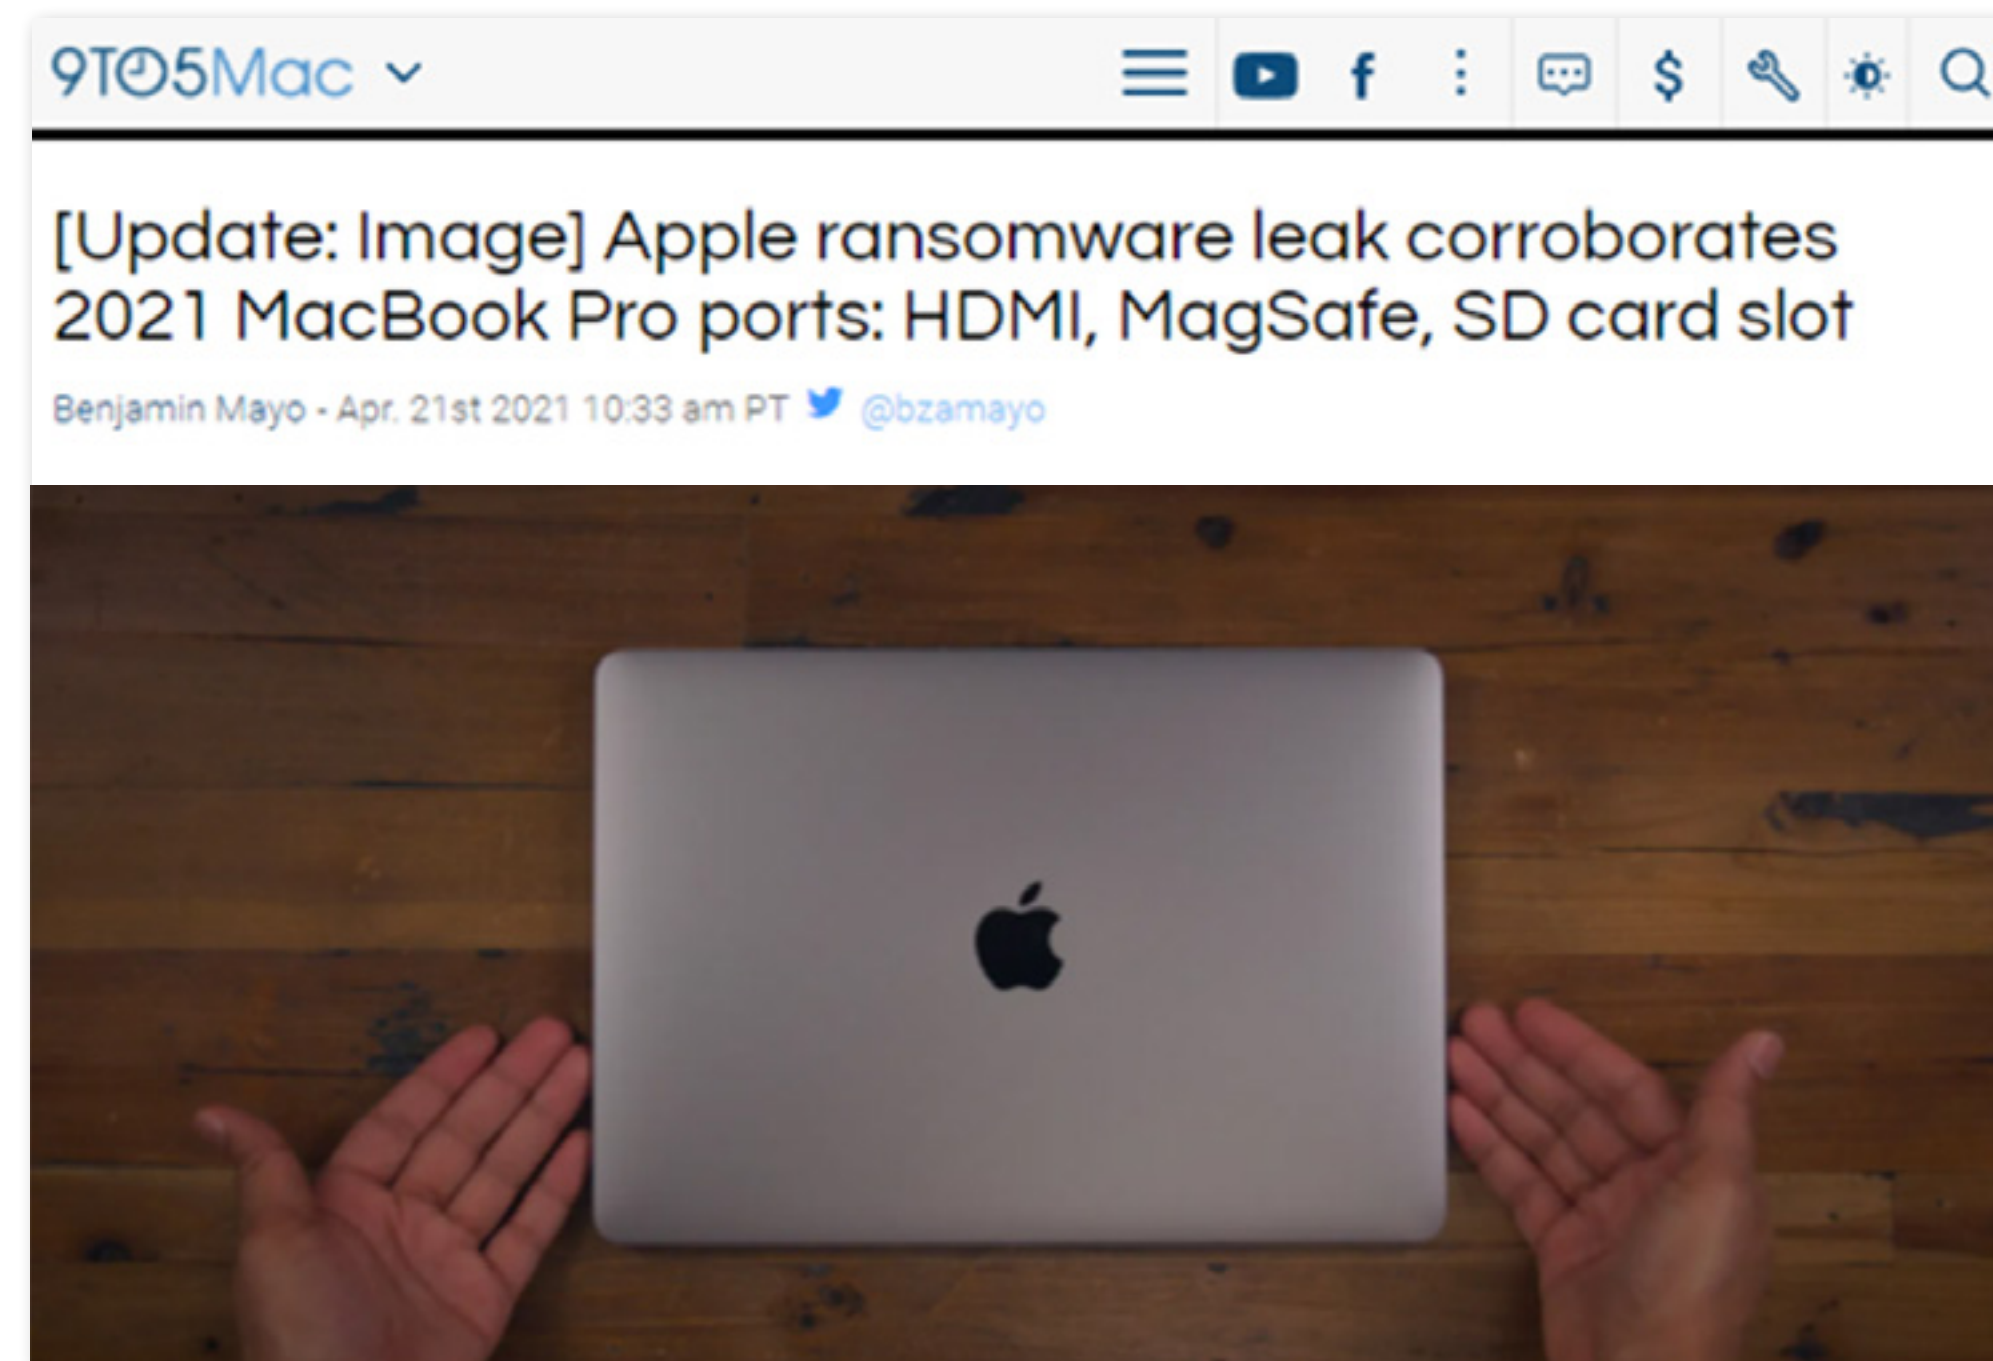 9TO5Mac
[Update: Image] Apple ransomware leak corroborates
2021 MacBook Pro ports: HDMI, MagSafe, SD card slot
Benjamin Mayo - Apr. 21st 2021 10:33 am PT @bzamayo